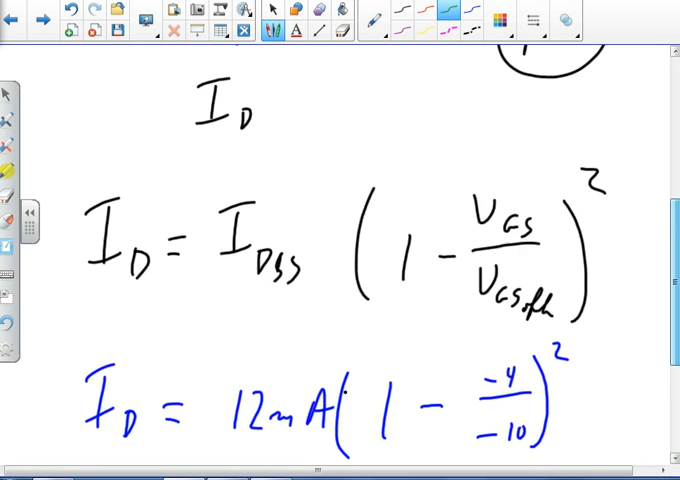 I_D
I_D = I_DSS (1 - V_GS / V_GSoff)^2
I_D = 12mA (1 - -4 / -10)^2